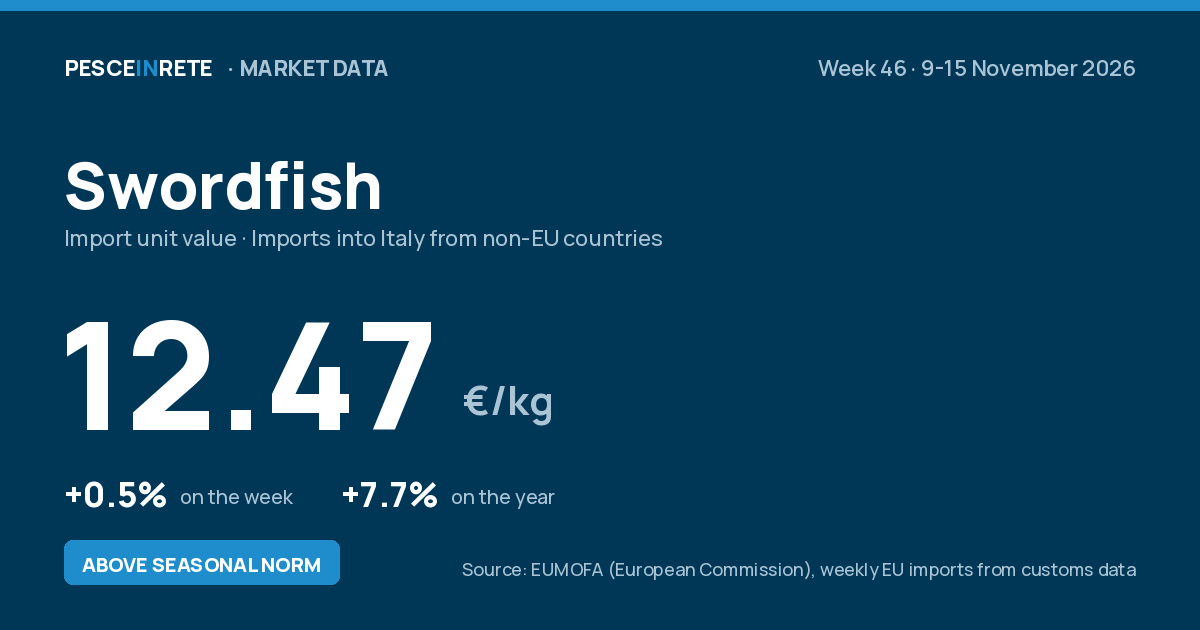 PESCEINRETE · MARKET DATA
Week 46 · 9-15 November 2026
Swordfish
Import unit value · Imports into Italy from non-EU countries
12.47 €/kg
+0.5% on the week +7.7% on the year
ABOVE SEASONAL NORM
Source: EUMOFA (European Commission), weekly EU imports from customs data